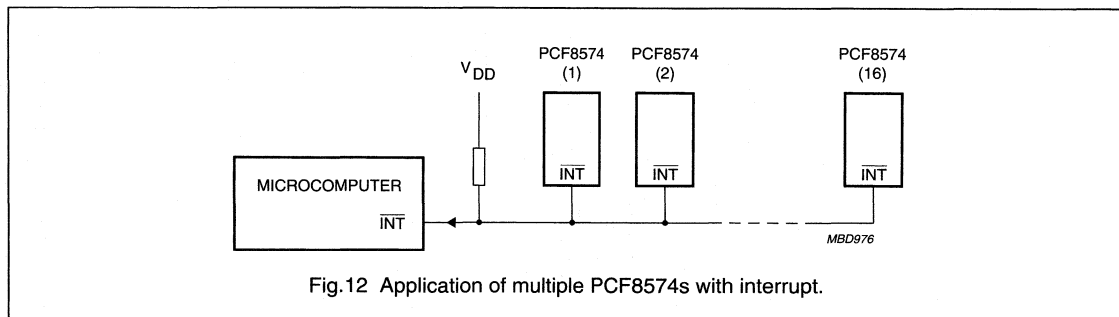 PCF8574 PCF8574 PCF8574
(1) (2) (16)
V DD
INT INT INT
MICROCOMPUTER
INT
MBD976
Fig.12 Application of multiple PCF8574s with interrupt.